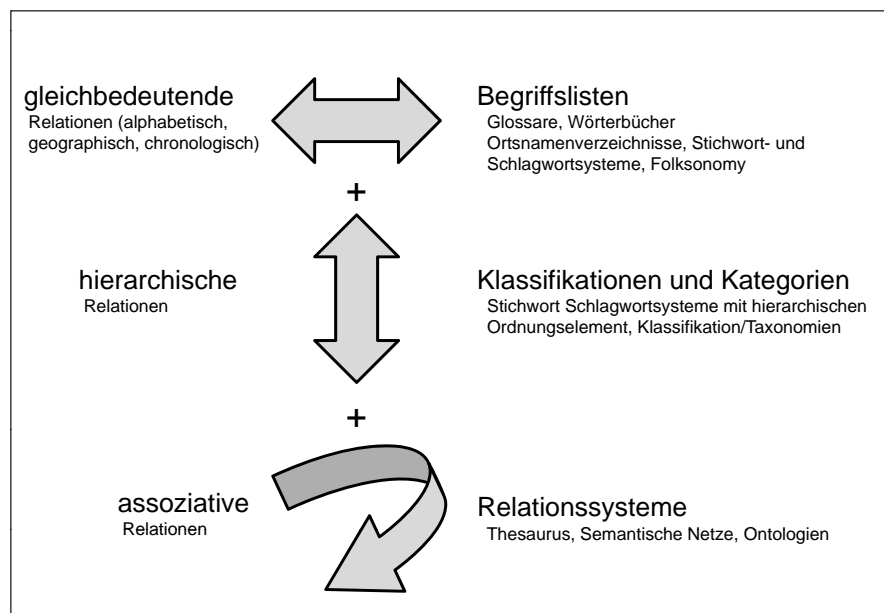 gleichbedeutende
Relationen (alphabetisch,
geographisch, chronologisch)
Begriffslisten
Glossare, Wörterbücher
Ortsnamenverzeichnisse, Stichwort- und
Schlagwortsysteme, Folksonomy
+
hierarchische
Relationen
Klassifikationen und Kategorien
Stichwort Schlagwortsysteme mit hierarchischen
Ordnungselement, Klassifikation/Taxonomien
+
assoziative
Relationen
Relationssysteme
Thesaurus, Semantische Netze, Ontologien